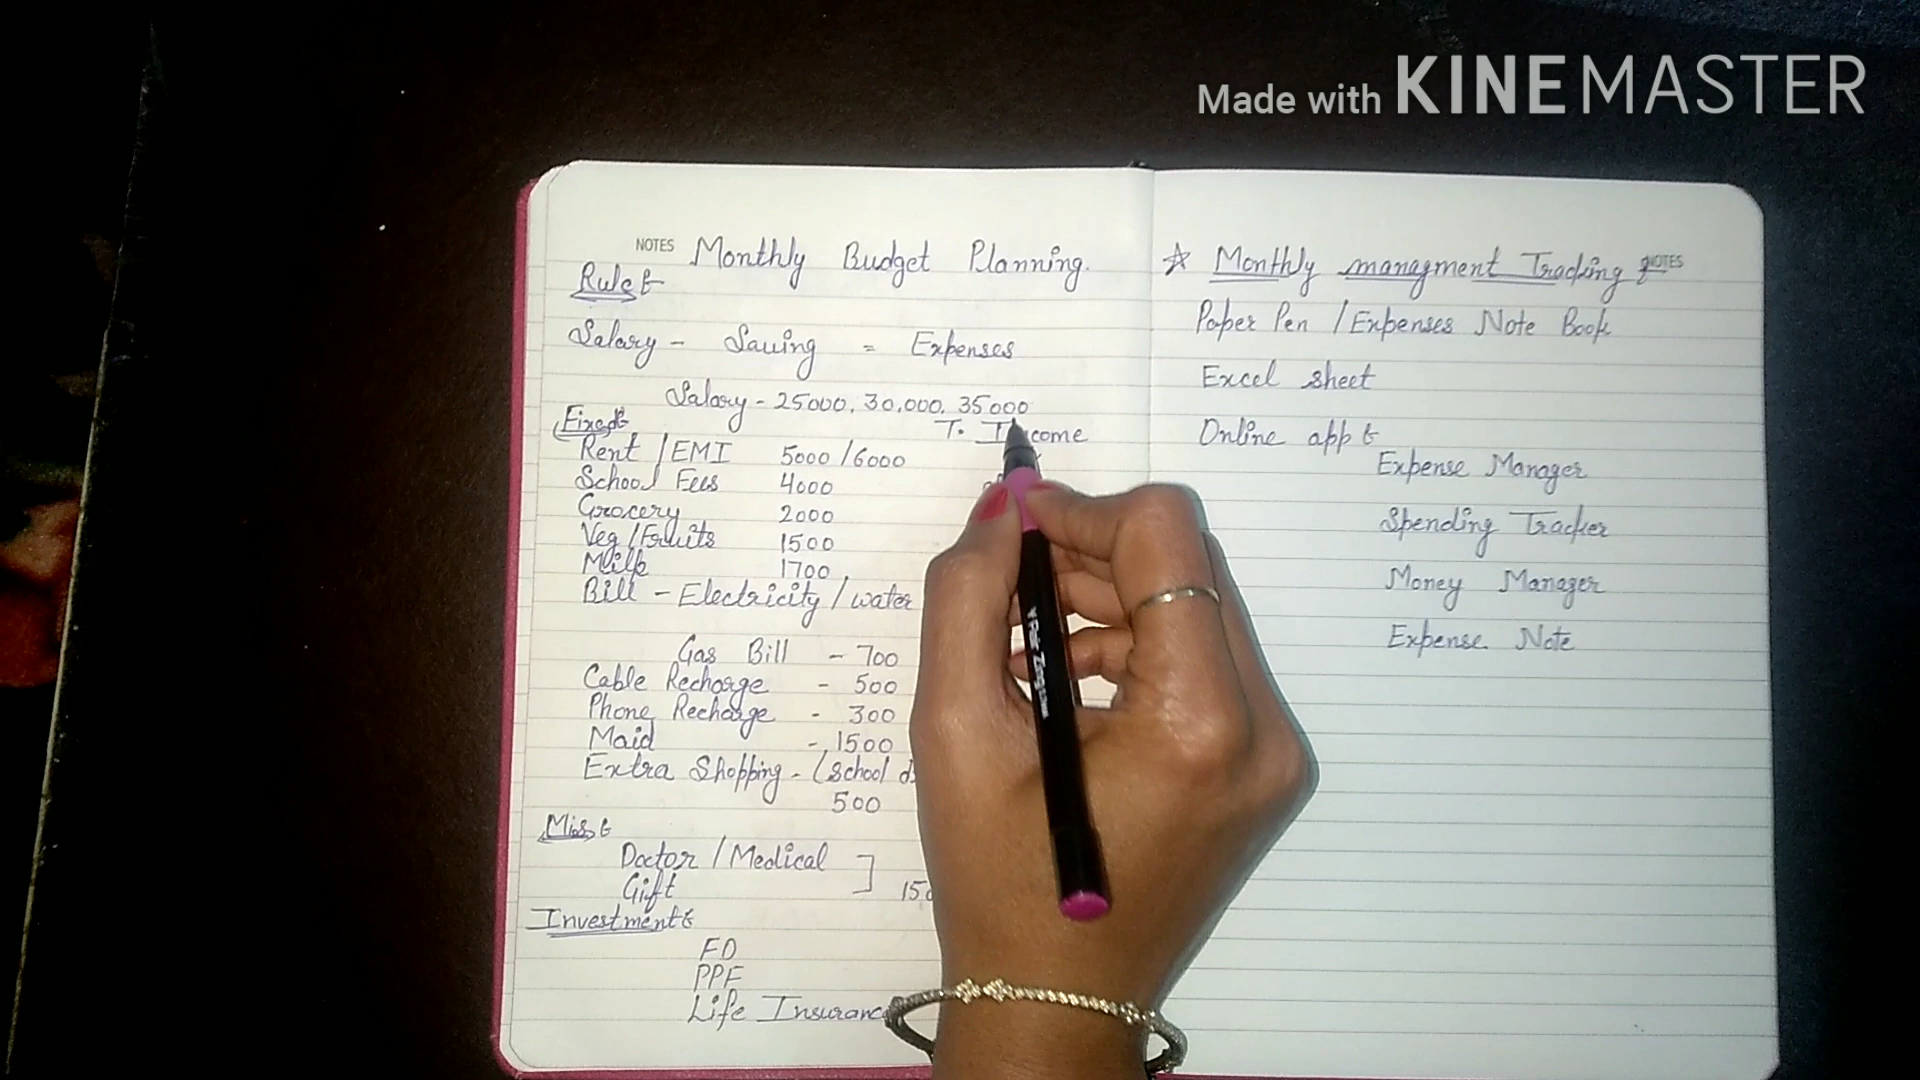 Made with KINEMASTER
NOTES Monthly Budget Planning.
Rule
Salary - Saving = Expenses
Salary - 25000, 30,000, 35000
T. Income
Fixed
Rent / EMI 5000 / 6000
School Fees 4000
Grocery 2000
Veg / Fruits 1500
Milk 1700
Bill - Electricity / water
Gas Bill - 700
Cable Recharge - 500
Phone Recharge - 300
Maid - 1500
Extra Shopping - (School
500
Mis
Doctor / Medical ]
Gift
Investment
FD
PPF
Life Insurance
☆ Monthly managment Tracking NOTES
Paper Pen / Expenses Note Book
Excel sheet
Online app
Expense Manager
Spending Tracker
Money Manager
Expense Note